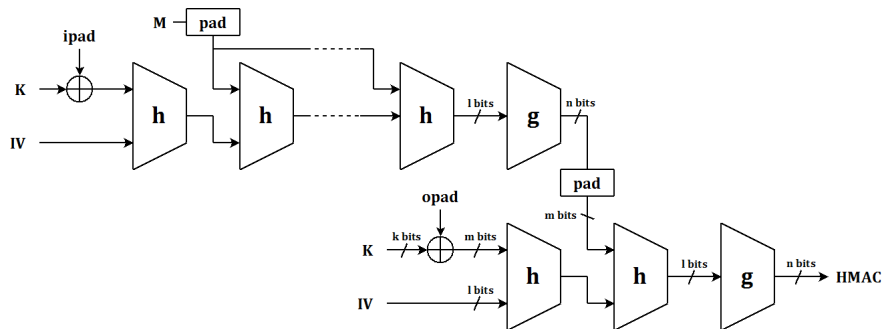 M
pad
ipad
K
IV
h
h
h
l bits
g
n bits
pad
m bits
opad
K
k bits
m bits
IV
l bits
h
h
l bits
g
n bits
HMAC